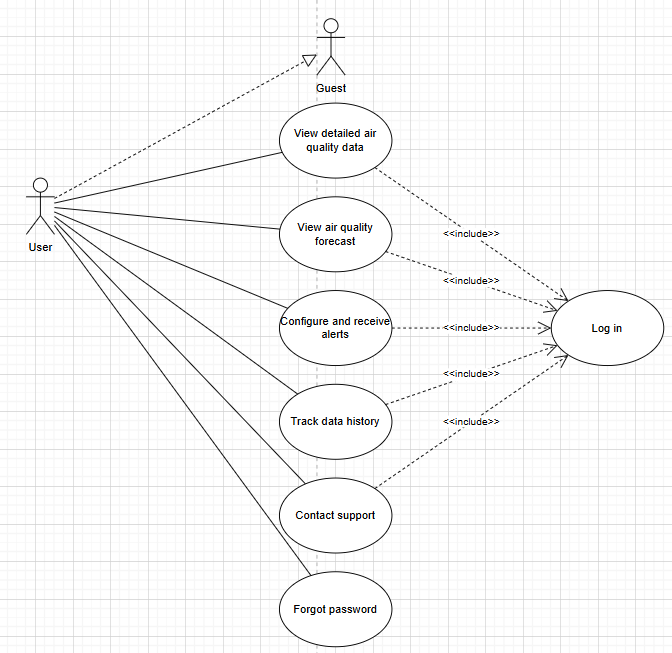 Guest
View detailed air
quality data
User
View air quality
forecast
<<include>>
<<include>>
Configure and receive
alerts
<<include>>
Log in
<<include>>
Track data history
<<include>>
Contact support
Forgot password